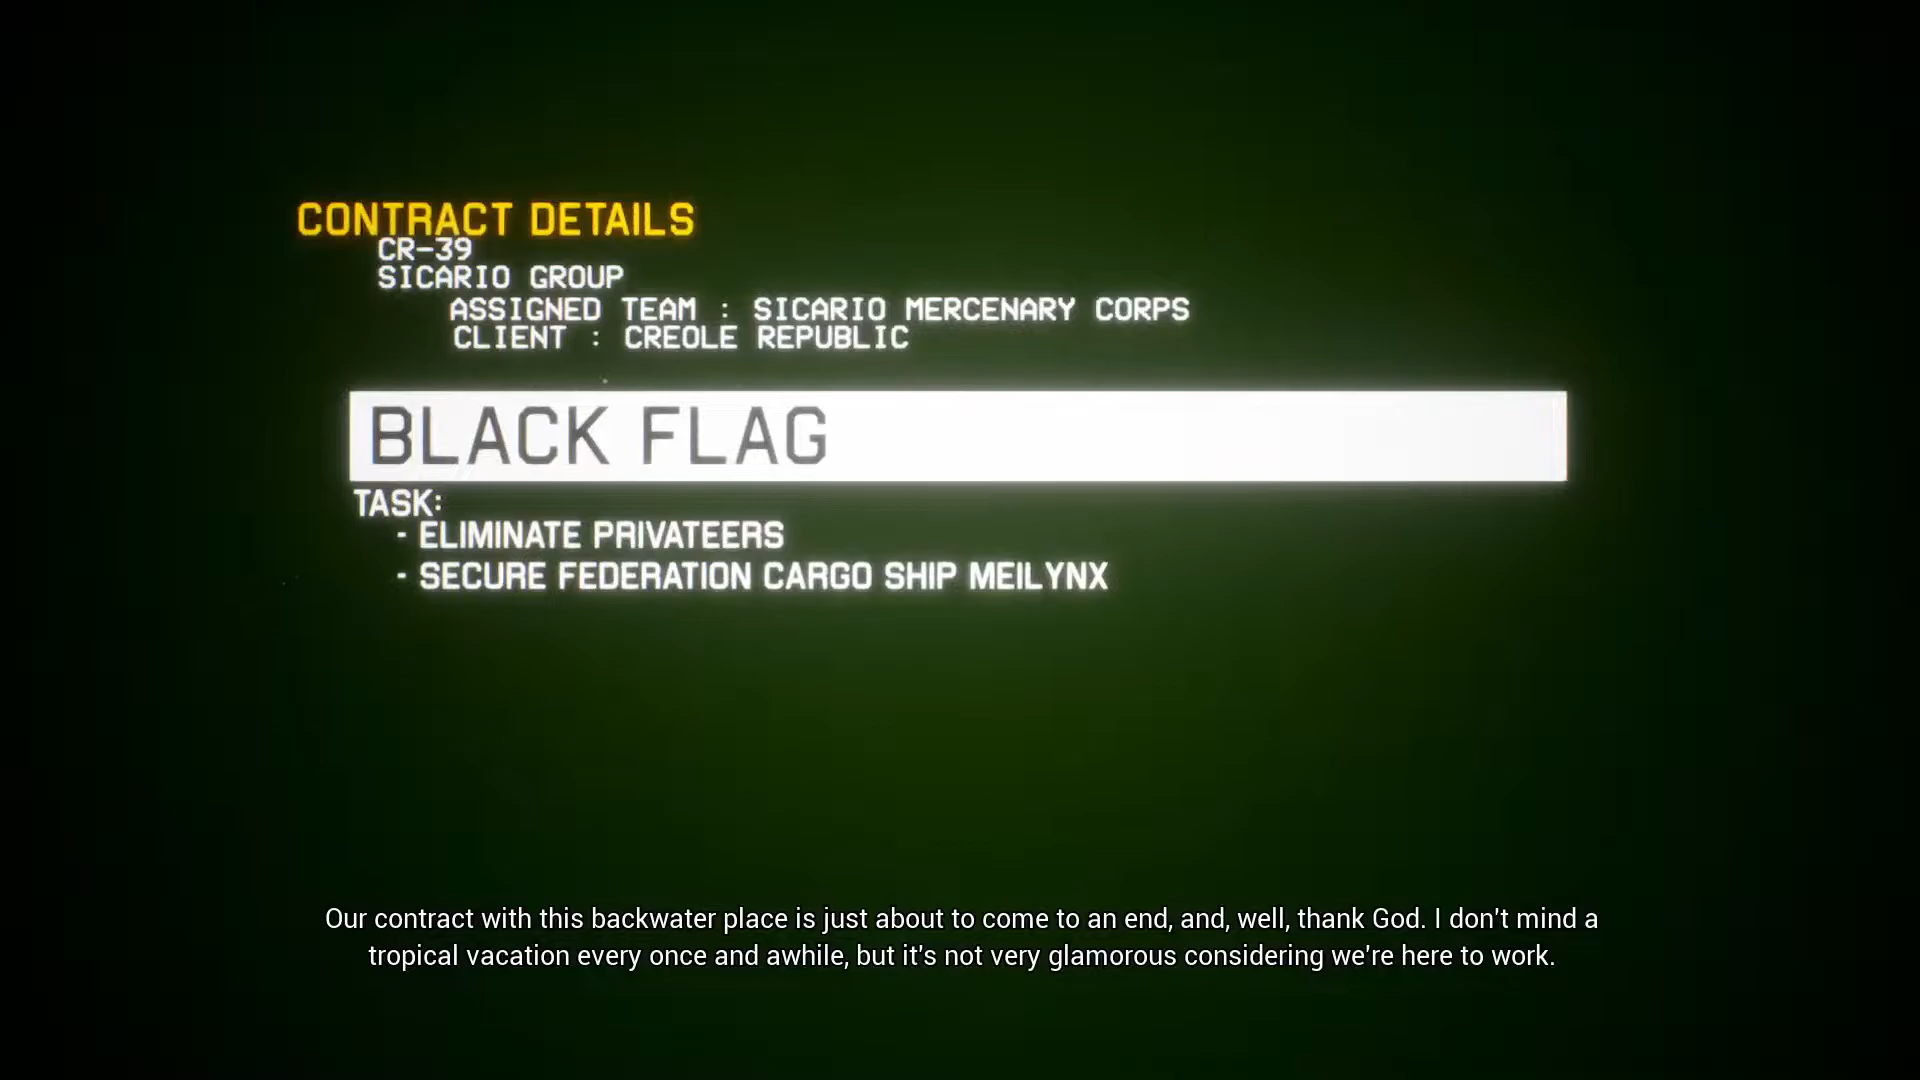 CONTRACT DETAILS
CR-39
SICARIO GROUP
ASSIGNED TEAM : SICARIO MERCENARY CORPS
CLIENT : CREOLE REPUBLIC
BLACK FLAG
TASK:
- ELIMINATE PRIVATEERS
- SECURE FEDERATION CARGO SHIP MEILYNX
Our contract with this backwater place is just about to come to an end, and, well, thank God. I don't mind a
tropical vacation every once and awhile, but it's not very glamorous considering we're here to work.